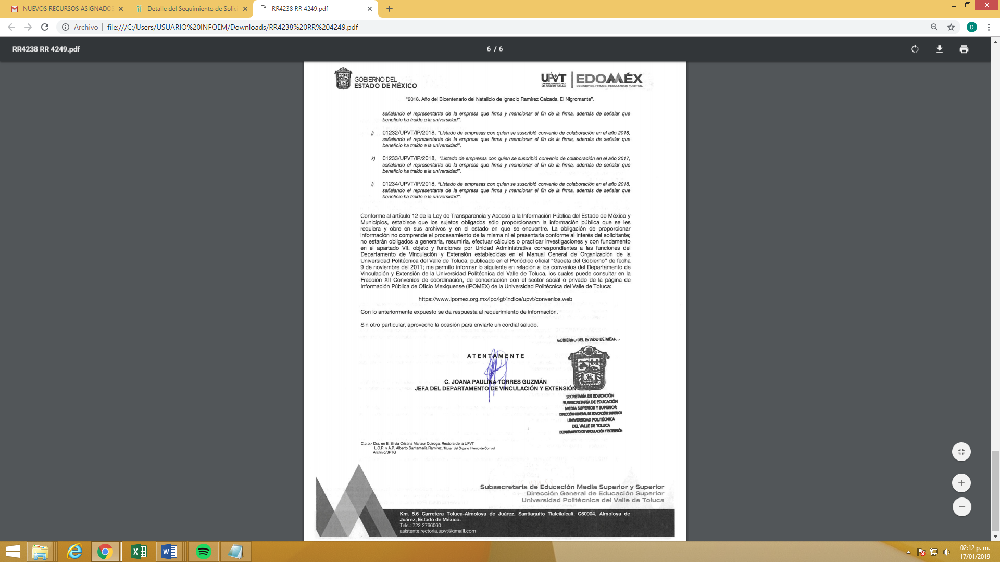 NUEVOS RECURSOS ASIGNADOS
Detalle del Seguimiento de Solic
RR4238 RR 4249.pdf
Archivo
file:///C:/Users/USUARIO%20INFOEM/Downloads/RR4238%20RR%204249.pdf
D
RR4238 RR 4249.pdf
6 / 6
GOBIERNO DEL
ESTADO DE MÉXICO
UPVT
UNIVERSIDAD POLITÉCNICA
DEL VALLE DE TOLUCA
EDOMÉX
DECISIONES FIRMES, RESULTADOS FUERTES.
“2018. Año del Bicentenario del Natalicio de Ignacio Ramírez Calzada, El Nigromante”.
señalando el representante de la empresa que firma y mencionar el fin de la firma, además de señalar que
beneficio ha traído a la universidad”.
j) 01232/UPVT/IP/2018, “Listado de empresas con quien se suscribió convenio de colaboración en el año 2016,
señalando el representante de la empresa que firma y mencionar el fin de la firma, además de señalar que
beneficio ha traído a la universidad”.
k) 01233/UPVT/IP/2018, “Listado de empresas con quien se suscribió convenio de colaboración en el año 2017,
señalando el representante de la empresa que firma y mencionar el fin de la firma, además de señalar que
beneficio ha traído a la universidad”.
l) 01234/UPVT/IP/2018, “Listado de empresas con quien se suscribió convenio de colaboración en el año 2018,
señalando el representante de la empresa que firma y mencionar el fin de la firma, además de señalar que
beneficio ha traído a la universidad”.
Conforme al artículo 12 de la Ley de Transparencia y Acceso a la Información Pública del Estado de México y
Municipios, establece que los sujetos obligados sólo proporcionaran la información pública que se les
requiera y obre en sus archivos y en el estado en que se encuentre. La obligación de proporcionar
información no comprende el procesamiento de la misma ni el presentarla conforme al interés del solicitante;
no estarán obligados a generarla, resumirla, efectuar cálculos o practicar investigaciones y con fundamento
en el apartado VII. objeto y funciones por Unidad Administrativa correspondientes a las funciones del
Departamento de Vinculación y Extensión establecidas en el Manual General de Organización de la
Universidad Politécnica del Valle de Toluca, publicado en el Periódico oficial “Gaceta del Gobierno” de fecha
9 de noviembre del 2011; me permito informar lo siguiente en relación a los convenios del Departamento de
Vinculación y Extensión de la Universidad Politécnica del Valle de Toluca, los cuales puede consultar en la
Fracción XII Convenios de coordinación, de concertación con el sector social o privado de la página de
Información Pública de Oficio Mexiquense (IPOMEX) de la Universidad Politécnica del Valle de Toluca:
https://www.ipomex.org.mx/ipo/lgt/indice/upvt/convenios.web
Con lo anteriormente expuesto se da respuesta al requerimiento de información.
Sin otro particular, aprovecho la ocasión para enviarle un cordial saludo.
GOBIERNO DEL ESTADO DE MÉXICO
A T E N T A M E N T E
C. JOANA PAULINA TORRES GUZMÁN
JEFA DEL DEPARTAMENTO DE VINCULACIÓN Y EXTENSIÓN
SECRETARÍA DE EDUCACIÓN
SUBSECRETARÍA DE EDUCACIÓN
MEDIA SUPERIOR Y SUPERIOR
DIRECCIÓN GENERAL DE EDUCACIÓN SUPERIOR
UNIVERSIDAD POLITÉCNICA
DEL VALLE DE TOLUCA
DEPARTAMENTO DE VINCULACIÓN Y EXTENSIÓN
C.c.p.- Dra. en E. Silvia Cristina Manzur Quiroga, Rectora de la UPVT
L.C.P. y A.P. Alberto Santamaría Ramírez, Titular del Órgano Interno de Control
Archivo/JPTG
Subsecretaría de Educación Media Superior y Superior
Dirección General de Educación Superior
Universidad Politécnica del Valle de Toluca
Km. 5.6 Carretera Toluca-Almoloya de Juárez, Santiaguito Tlalcilalcali, C50904, Almoloya de
Juárez, Estado de México.
Tels.: 722 2766060
asistente.rectoria.upvt@gmaill.com
02:12 p. m.
17/01/2019